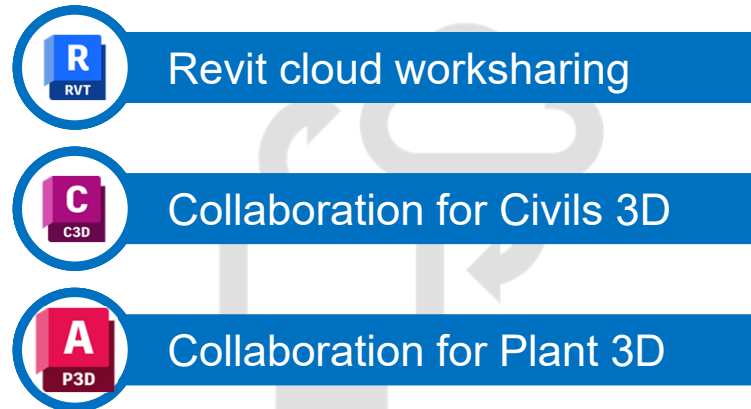 R
RVT
Revit cloud worksharing
C
C3D
Collaboration for Civils 3D
A
P3D
Collaboration for Plant 3D